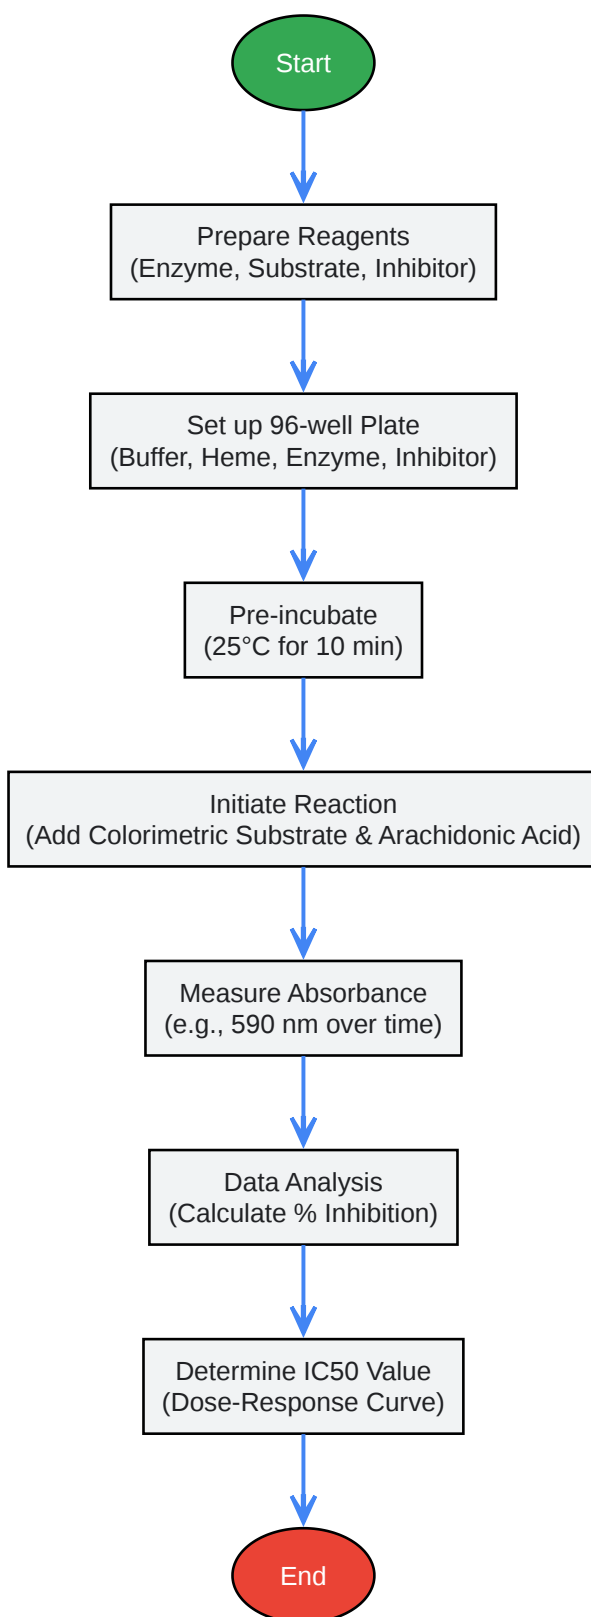 Start
Prepare Reagents
(Enzyme, Substrate, Inhibitor)
Set up 96-well Plate
(Buffer, Heme, Enzyme, Inhibitor)
Pre-incubate
(25°C for 10 min)
Initiate Reaction
(Add Colorimetric Substrate & Arachidonic Acid)
Measure Absorbance
(e.g., 590 nm over time)
Data Analysis
(Calculate % Inhibition)
Determine IC50 Value
(Dose-Response Curve)
End